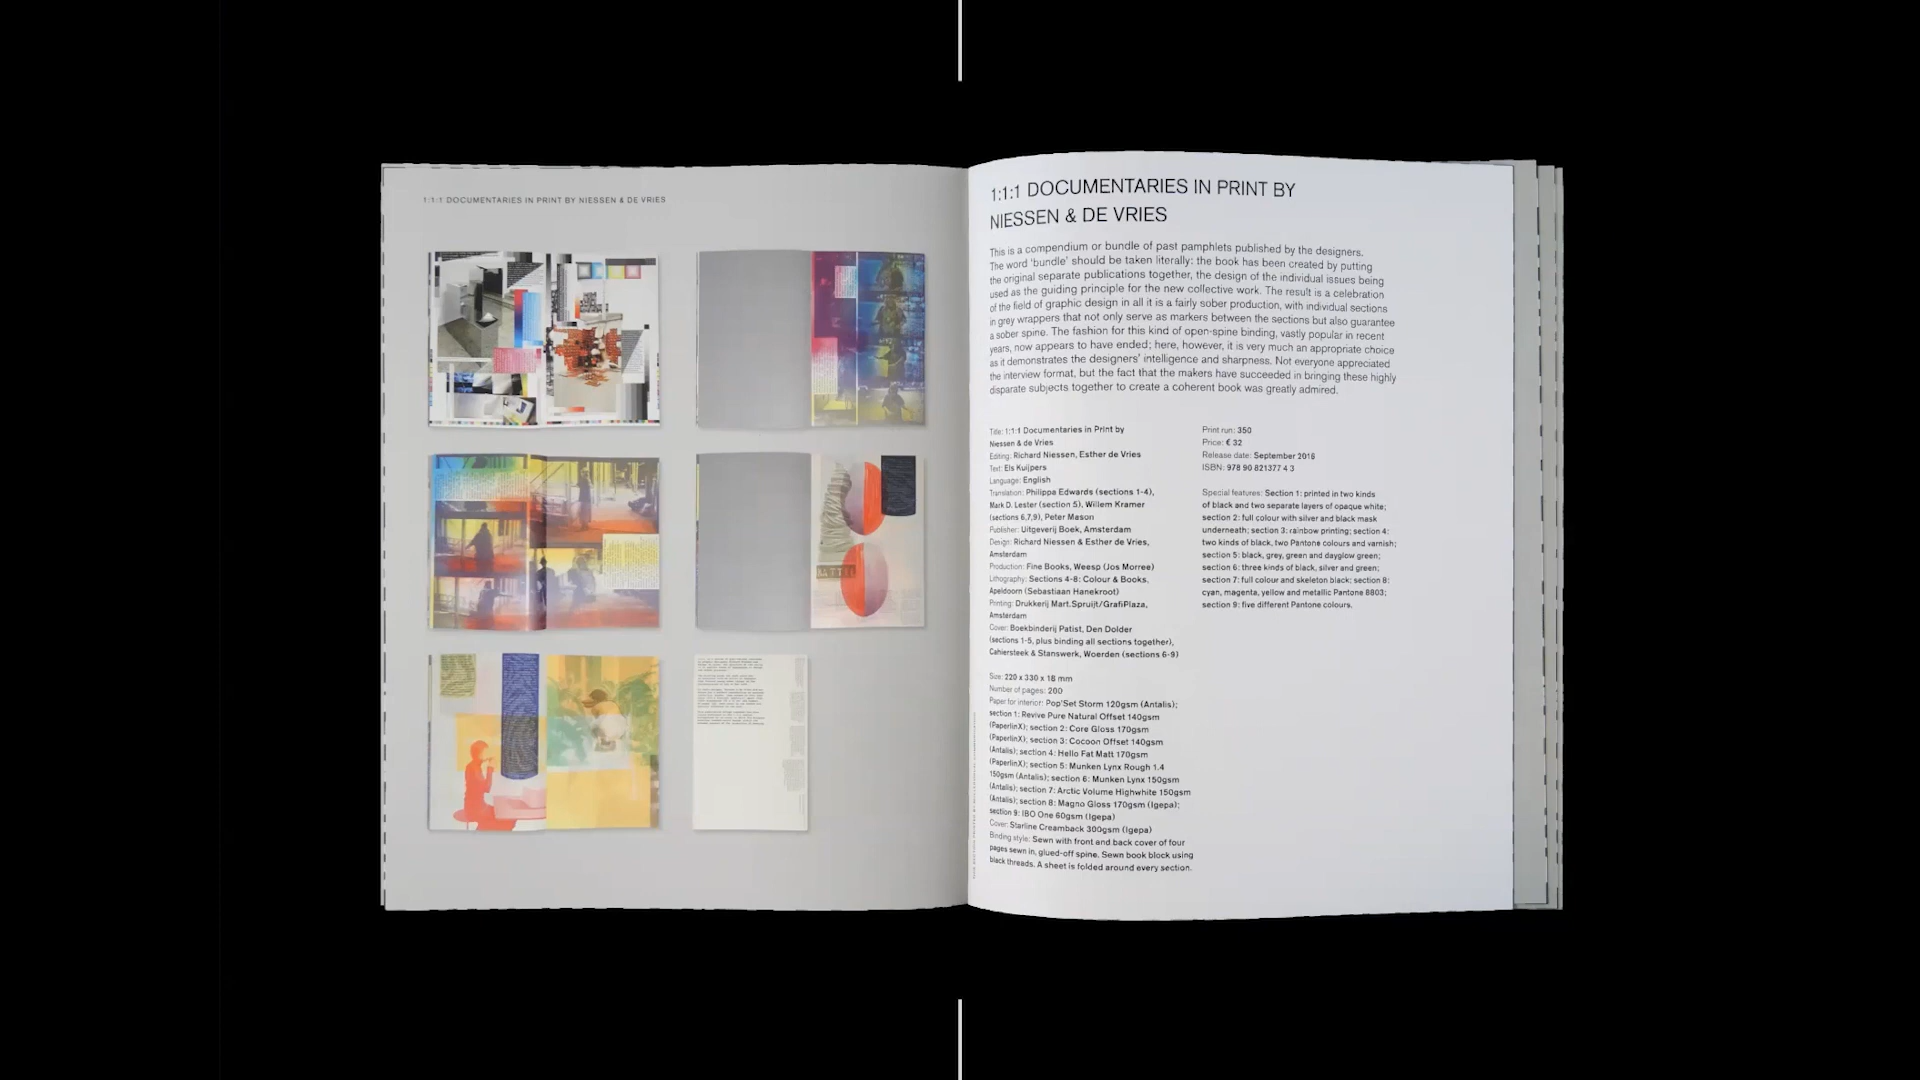 1:1:1 DOCUMENTARIES IN PRINT BY NIESSEN & DE VRIES
MATTIE
1:1:1 DOCUMENTARIES IN PRINT BY
NIESSEN & DE VRIES
This is a compendium or bundle of past pamphlets published by the designers.
The word 'bundle' should be taken literally: the book has been created by putting
the original separate publications together, the design of the individual issues being
used as the guiding principle for the new collective work. The result is a celebration
of the field of graphic design in all it is a fairly sober production, with individual sections
in grey wrappers that not only serve as markers between the sections but also guarantee
a sober spine. The fashion for this kind of open-spine binding, vastly popular in recent
years, now appears to have ended; here, however, it is very much an appropriate choice
as it demonstrates the designers' intelligence and sharpness. Not everyone appreciated
the interview format, but the fact that the makers have succeeded in bringing these highly
disparate subjects together to create a coherent book was greatly admired.
Title: 1:1:1 Documentaries in Print by
Niessen & de Vries
Editing: Richard Niessen, Esther de Vries
Text: Els Kuijpers
Language: English
Translation: Philippa Edwards (sections 1-4),
Mark D. Lester (section 5), Willem Kramer
(sections 6,7,9), Peter Mason
Publisher: Uitgeverij Boek, Amsterdam
Design: Richard Niessen & Esther de Vries,
Amsterdam
Production: Fine Books, Weesp (Jos Morree)
Lithography: Sections 4-8: Colour & Books,
Apeldoorn (Sebastiaan Hanekroot)
Printing: Drukkerij Mart.Spruijt/GrafiPlaza,
Amsterdam
Cover: Boekbinderij Patist, Den Dolder
(sections 1-5, plus binding all sections together),
Cahiersteek & Stanswerk, Woerden (sections 6-9)
Size: 220 x 330 x 18 mm
Number of pages: 200
Paper for interior: Pop'Set Storm 120gsm (Antalis);
section 1: Revive Pure Natural Offset 140gsm
(PaperlinX); section 2: Core Gloss 170gsm
(PaperlinX); section 3: Cocoon Offset 140gsm
(Antalis); section 4: Hello Fat Matt 170gsm
(PaperlinX); section 5: Munken Lynx Rough 1.4
150gsm (Antalis); section 6: Munken Lynx 150gsm
(Antalis); section 7: Arctic Volume Highwhite 150gsm
(Antalis); section 8: Magno Gloss 170gsm (Igepa);
section 9: IBO One 60gsm (Igepa)
Cover: Starline Creamback 300gsm (Igepa)
Binding style: Sewn with front and back cover of four
pages sewn in, glued-off spine. Sewn book block using
black threads. A sheet is folded around every section.
Print run: 350
Price: € 32
Release date: September 2016
ISBN: 978 90 821377 4 3
Special features: Section 1: printed in two kinds
of black and two separate layers of opaque white;
section 2: full colour with silver and black mask
underneath; section 3: rainbow printing; section 4:
two kinds of black, two Pantone colours and varnish;
section 5: black, grey, green and dayglow green;
section 6: three kinds of black, silver and green;
section 7: full colour and skeleton black; section 8:
cyan, magenta, yellow and metallic Pantone 8803;
section 9: five different Pantone colours.